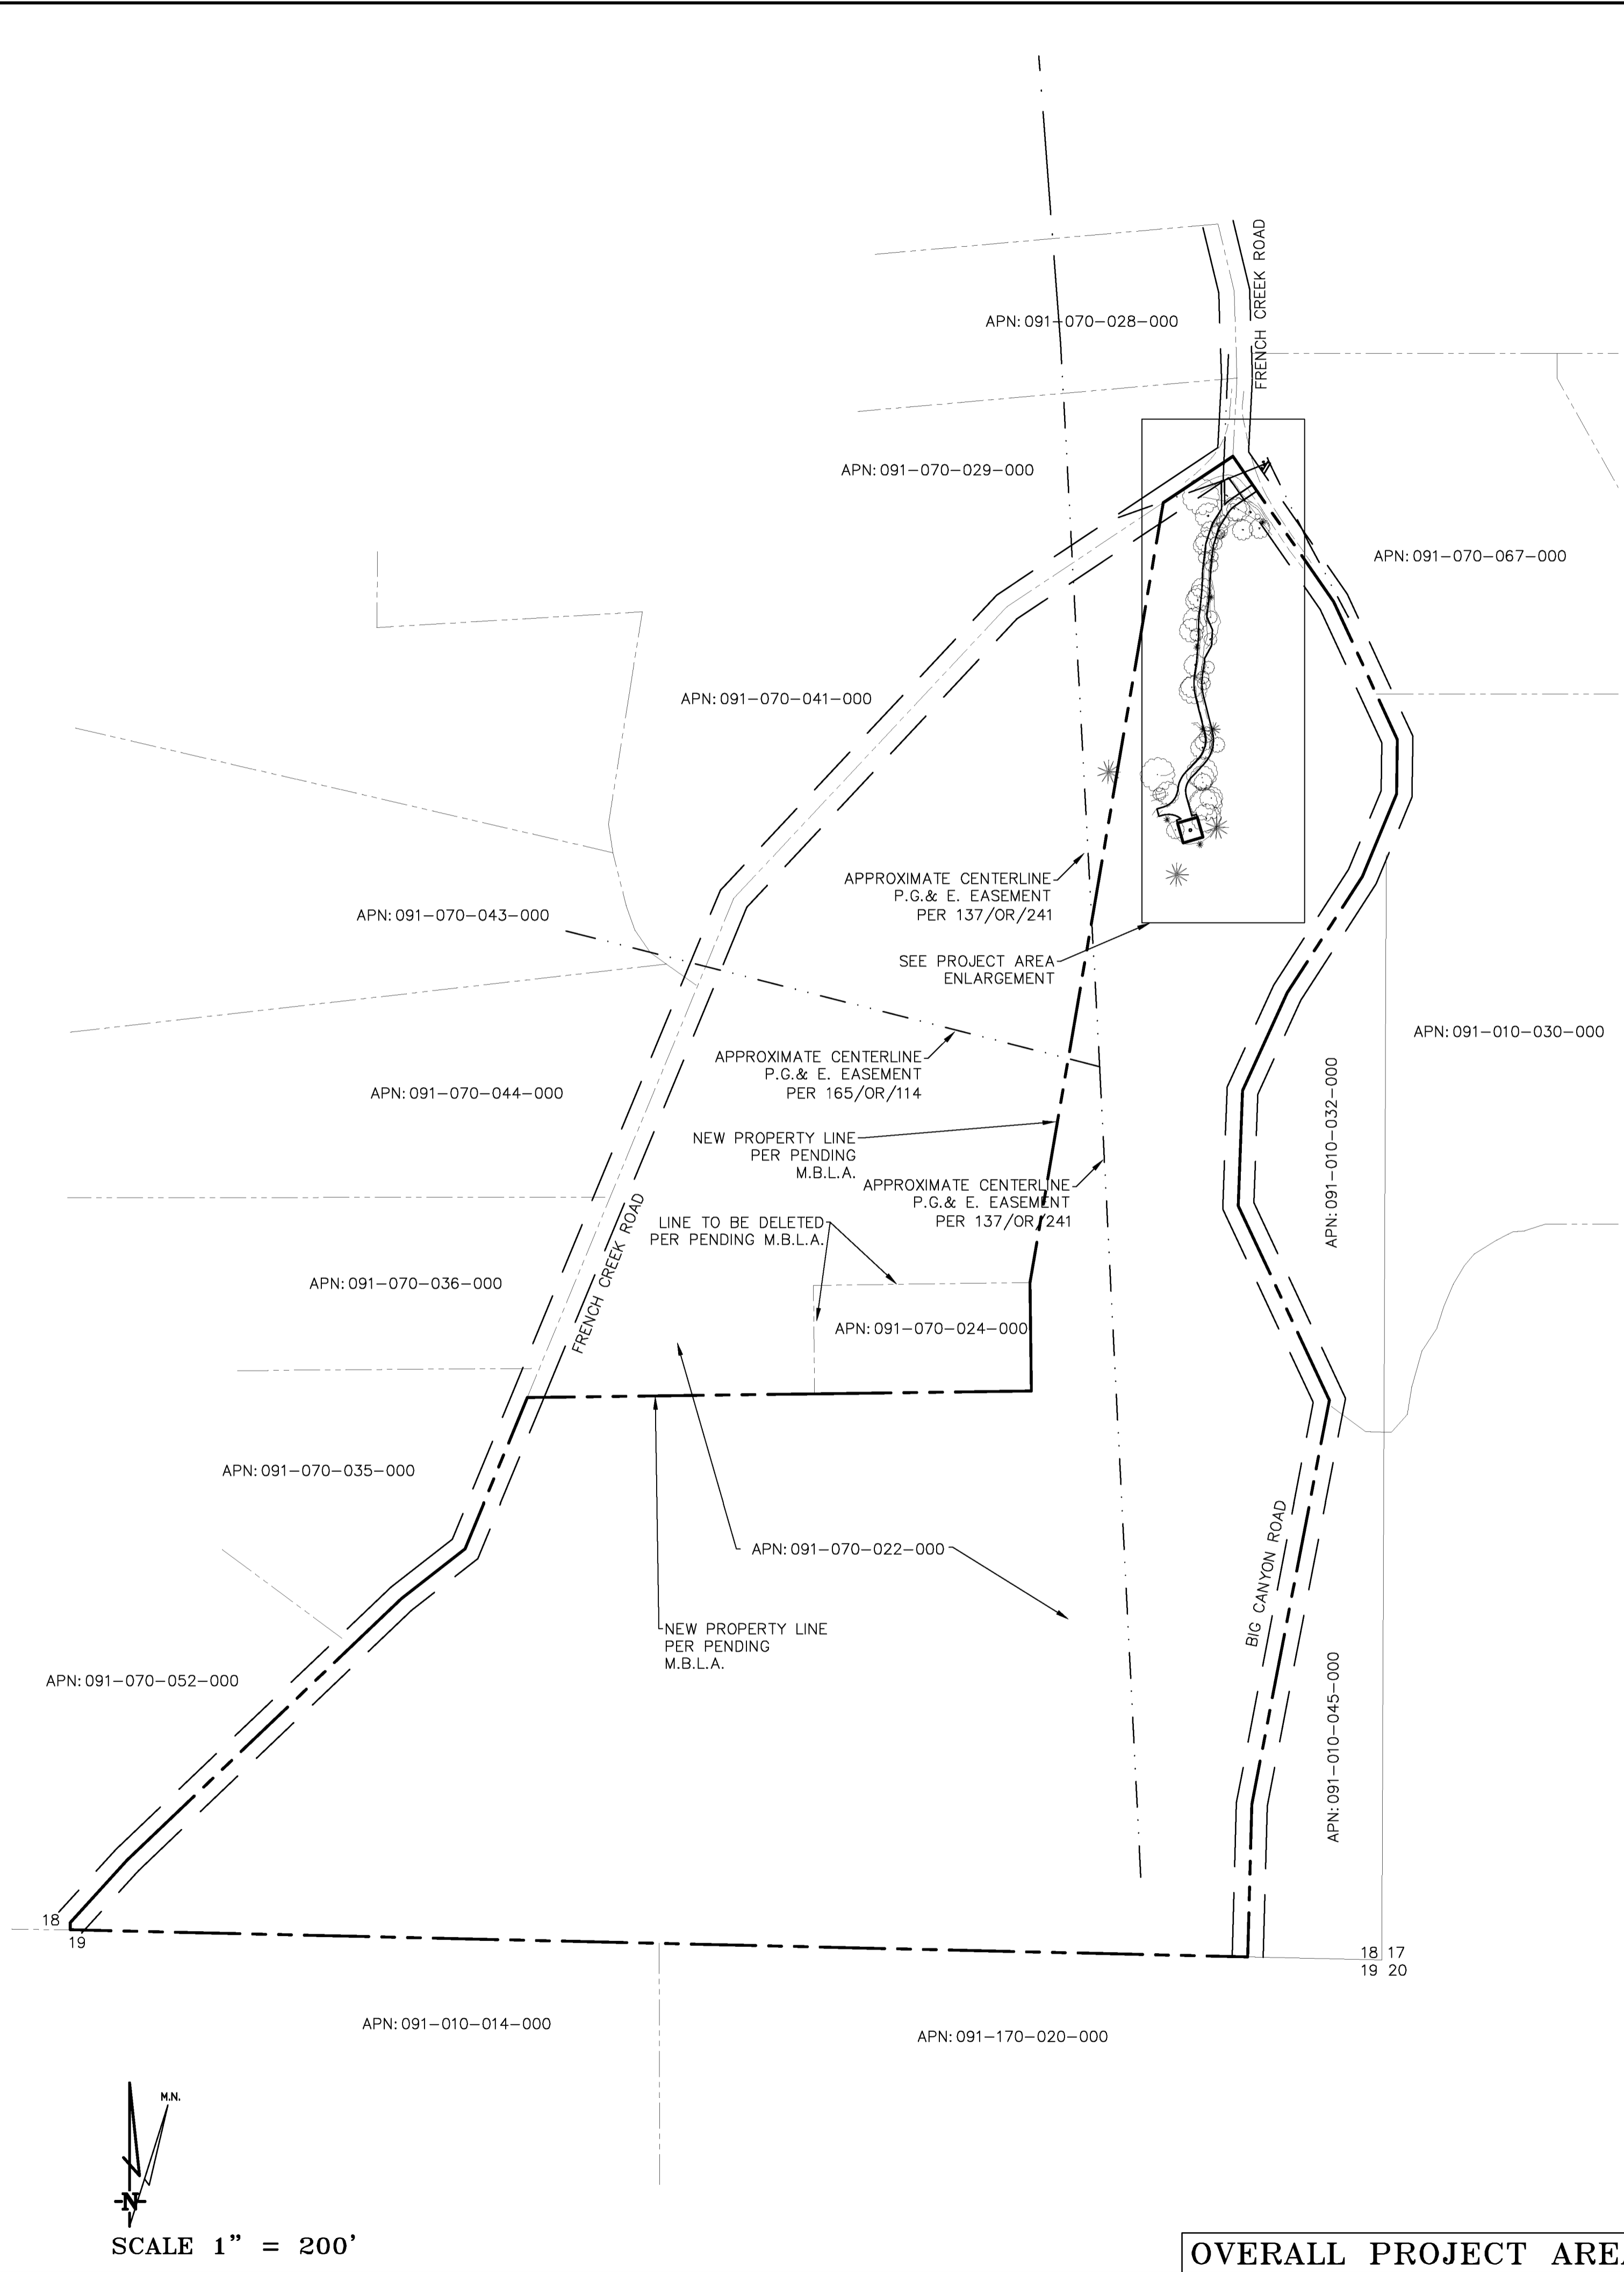 FRENCH CREEK ROAD
APN: 091-070-028-000
APN: 091-070-029-000
APN: 091-070-067-000
APN: 091-070-041-000
APPROXIMATE CENTERLINE
P.G.& E. EASEMENT
PER 137/OR/241
APN: 091-070-043-000
SEE PROJECT AREA
ENLARGEMENT
APN: 091-010-030-000
APPROXIMATE CENTERLINE
P.G.& E. EASEMENT
PER 165/OR/114
APN: 091-070-044-000
APN: 091-010-032-000
NEW PROPERTY LINE
PER PENDING
M.B.L.A.
APPROXIMATE CENTERLINE
P.G.& E. EASEMENT
PER 137/OR/241
LINE TO BE DELETED
PER PENDING M.B.L.A.
FRENCH CREEK ROAD
APN: 091-070-036-000
APN: 091-070-024-000
APN: 091-070-035-000
APN: 091-070-022-000
BIG CANYON ROAD
NEW PROPERTY LINE
PER PENDING
M.B.L.A.
APN: 091-070-052-000
APN: 091-010-045-000
18
19
18 17
19 20
APN: 091-010-014-000
APN: 091-170-020-000
M.N.
N
SCALE 1" = 200'
OVERALL PROJECT AREA